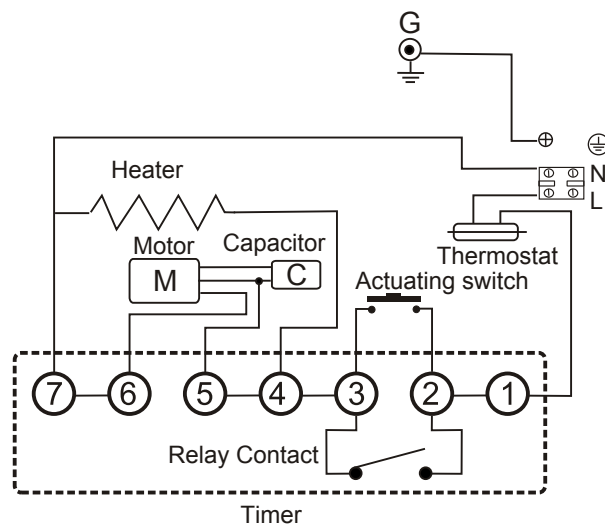 G
N
L
Heater
Thermostat
Motor
Capacitor
M
C
Actuating switch
7
6
5
4
3
2
1
Relay Contact
Timer